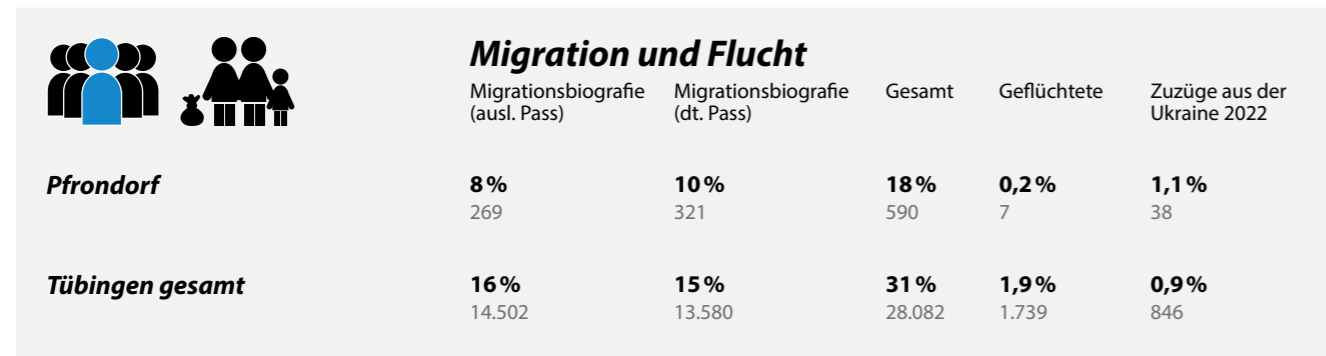 Migration und Flucht
Migrationsbiografie (ausl. Pass) Migrationsbiografie (dt. Pass) Gesamt Geflüchtete Zuzüge aus der Ukraine 2022
Pfrondorf 8 % 10 % 18 % 0,2 % 1,1 %
269 321 590 7 38
Tübingen gesamt 16 % 15 % 31 % 1,9 % 0,9 %
14.502 13.580 28.082 1.739 846